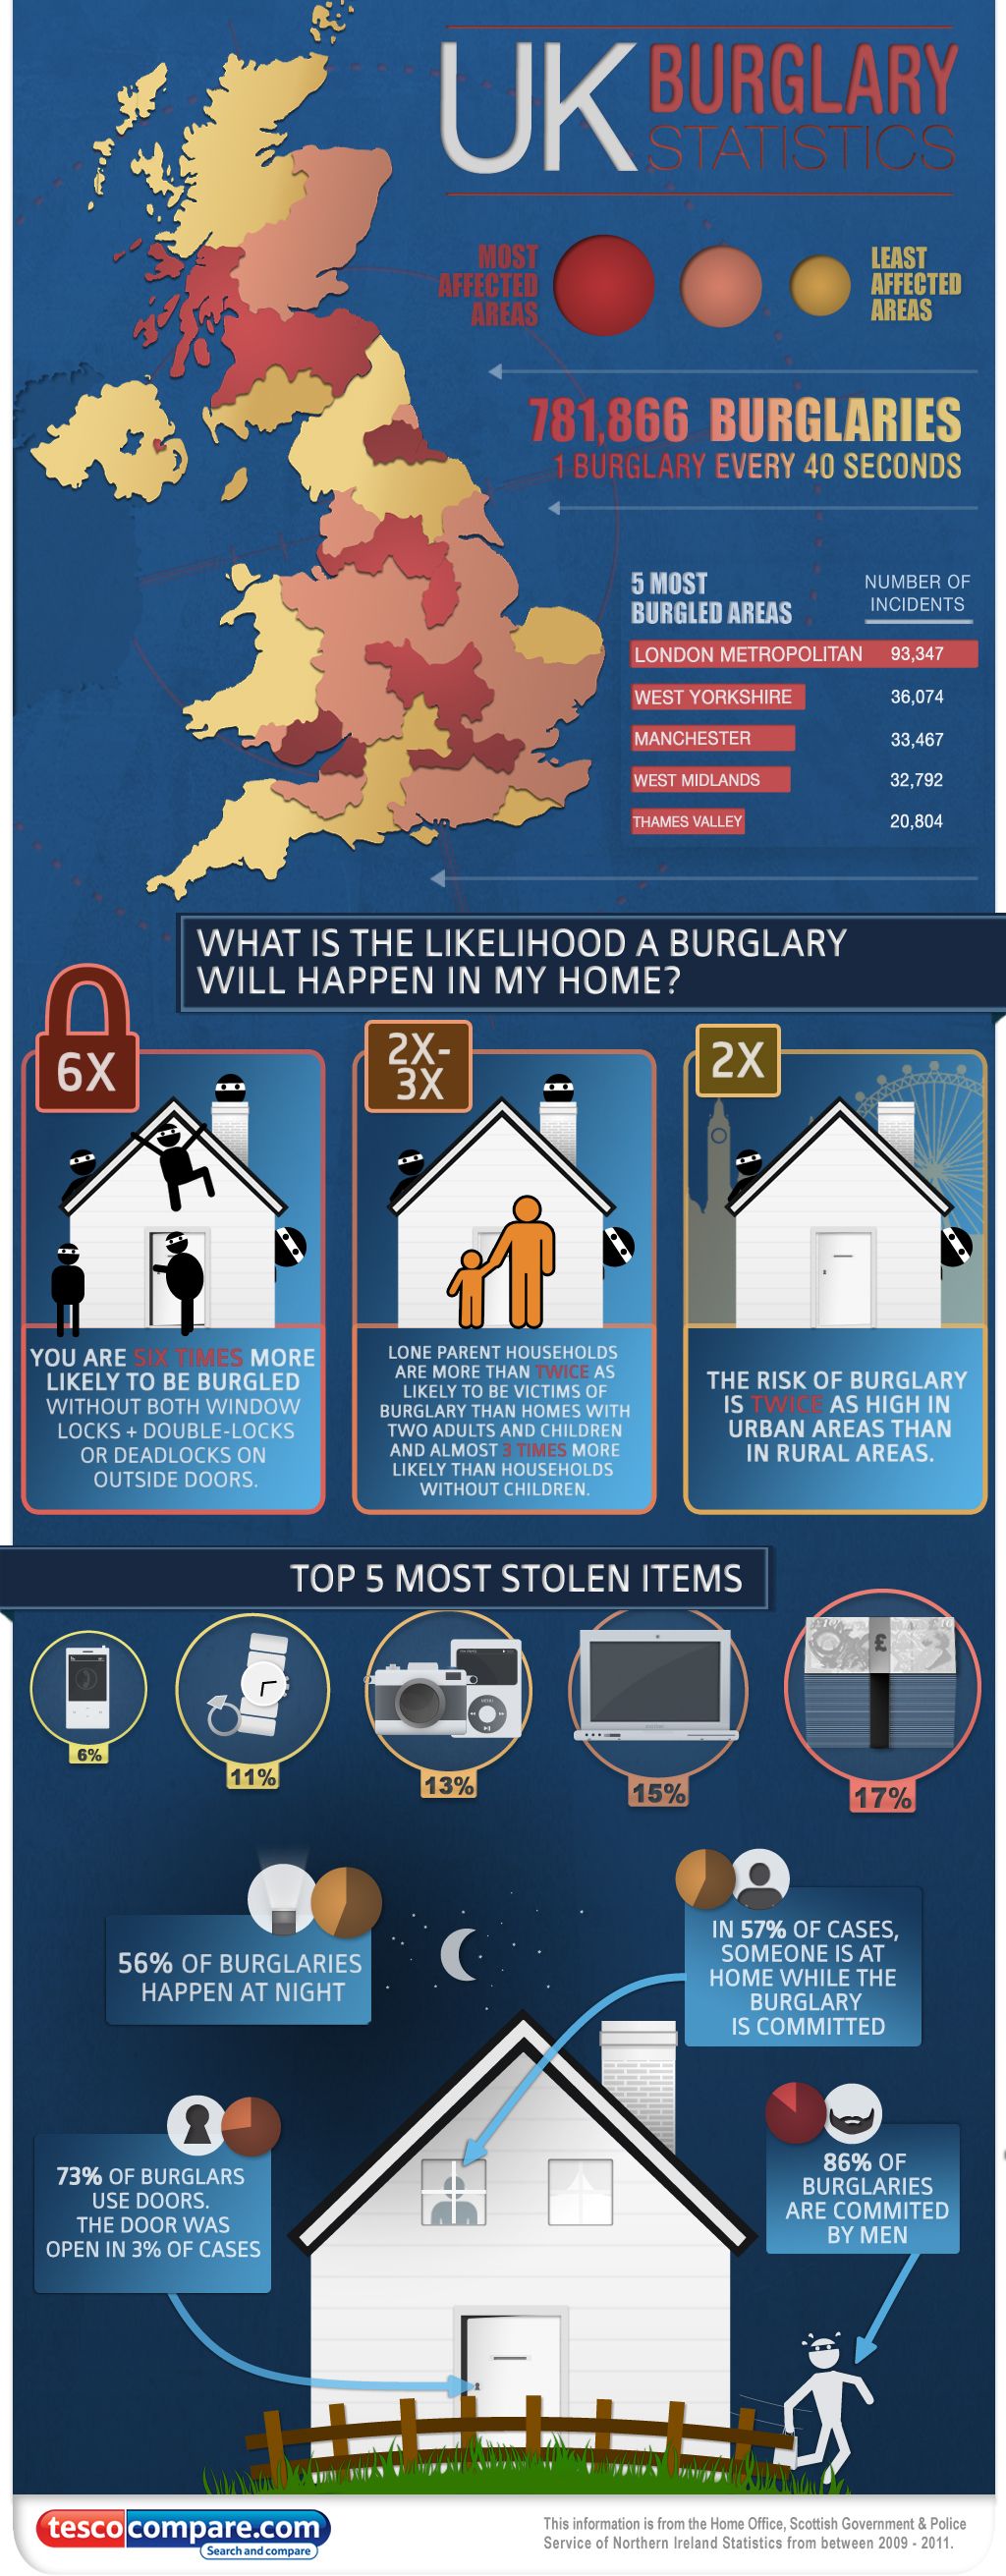 UK BURGLARY
STATISTICS
MOST
AFFECTED
AREAS
LEAST
AFFECTED
AREAS
781,866 BURGLARIES
1 BURGLARY EVERY 40 SECONDS
5 MOST
BURGLED AREAS
NUMBER OF
INCIDENTS
LONDON METROPOLITAN 93,347
WEST YORKSHIRE 36,074
MANCHESTER 33,467
WEST MIDLANDS 32,792
THAMES VALLEY 20,804
WHAT IS THE LIKELIHOOD A BURGLARY
WILL HAPPEN IN MY HOME?
6X
YOU ARE SIX TIMES MORE
LIKELY TO BE BURGLED
WITHOUT BOTH WINDOW
LOCKS + DOUBLE-LOCKS
OR DEADLOCKS ON
OUTSIDE DOORS.
2X-
3X
LONE PARENT HOUSEHOLDS
ARE MORE THAN TWICE AS
LIKELY TO BE VICTIMS OF
BURGLARY THAN HOMES WITH
TWO ADULTS AND CHILDREN
AND ALMOST 3 TIMES MORE
LIKELY THAN HOUSEHOLDS
WITHOUT CHILDREN.
2X
THE RISK OF BURGLARY
IS TWICE AS HIGH IN
URBAN AREAS THAN
IN RURAL AREAS.
TOP 5 MOST STOLEN ITEMS
MENU
£
6%
11%
13%
15%
17%
56% OF BURGLARIES
HAPPEN AT NIGHT
IN 57% OF CASES,
SOMEONE IS AT
HOME WHILE THE
BURGLARY
IS COMMITTED
73% OF BURGLARS
USE DOORS.
THE DOOR WAS
OPEN IN 3% OF CASES
86% OF
BURGLARIES
ARE COMMITED
BY MEN
tescocompare.com
Search and compare
This information is from the Home Office, Scottish Government & Police
Service of Northern Ireland Statistics from between 2009 - 2011.